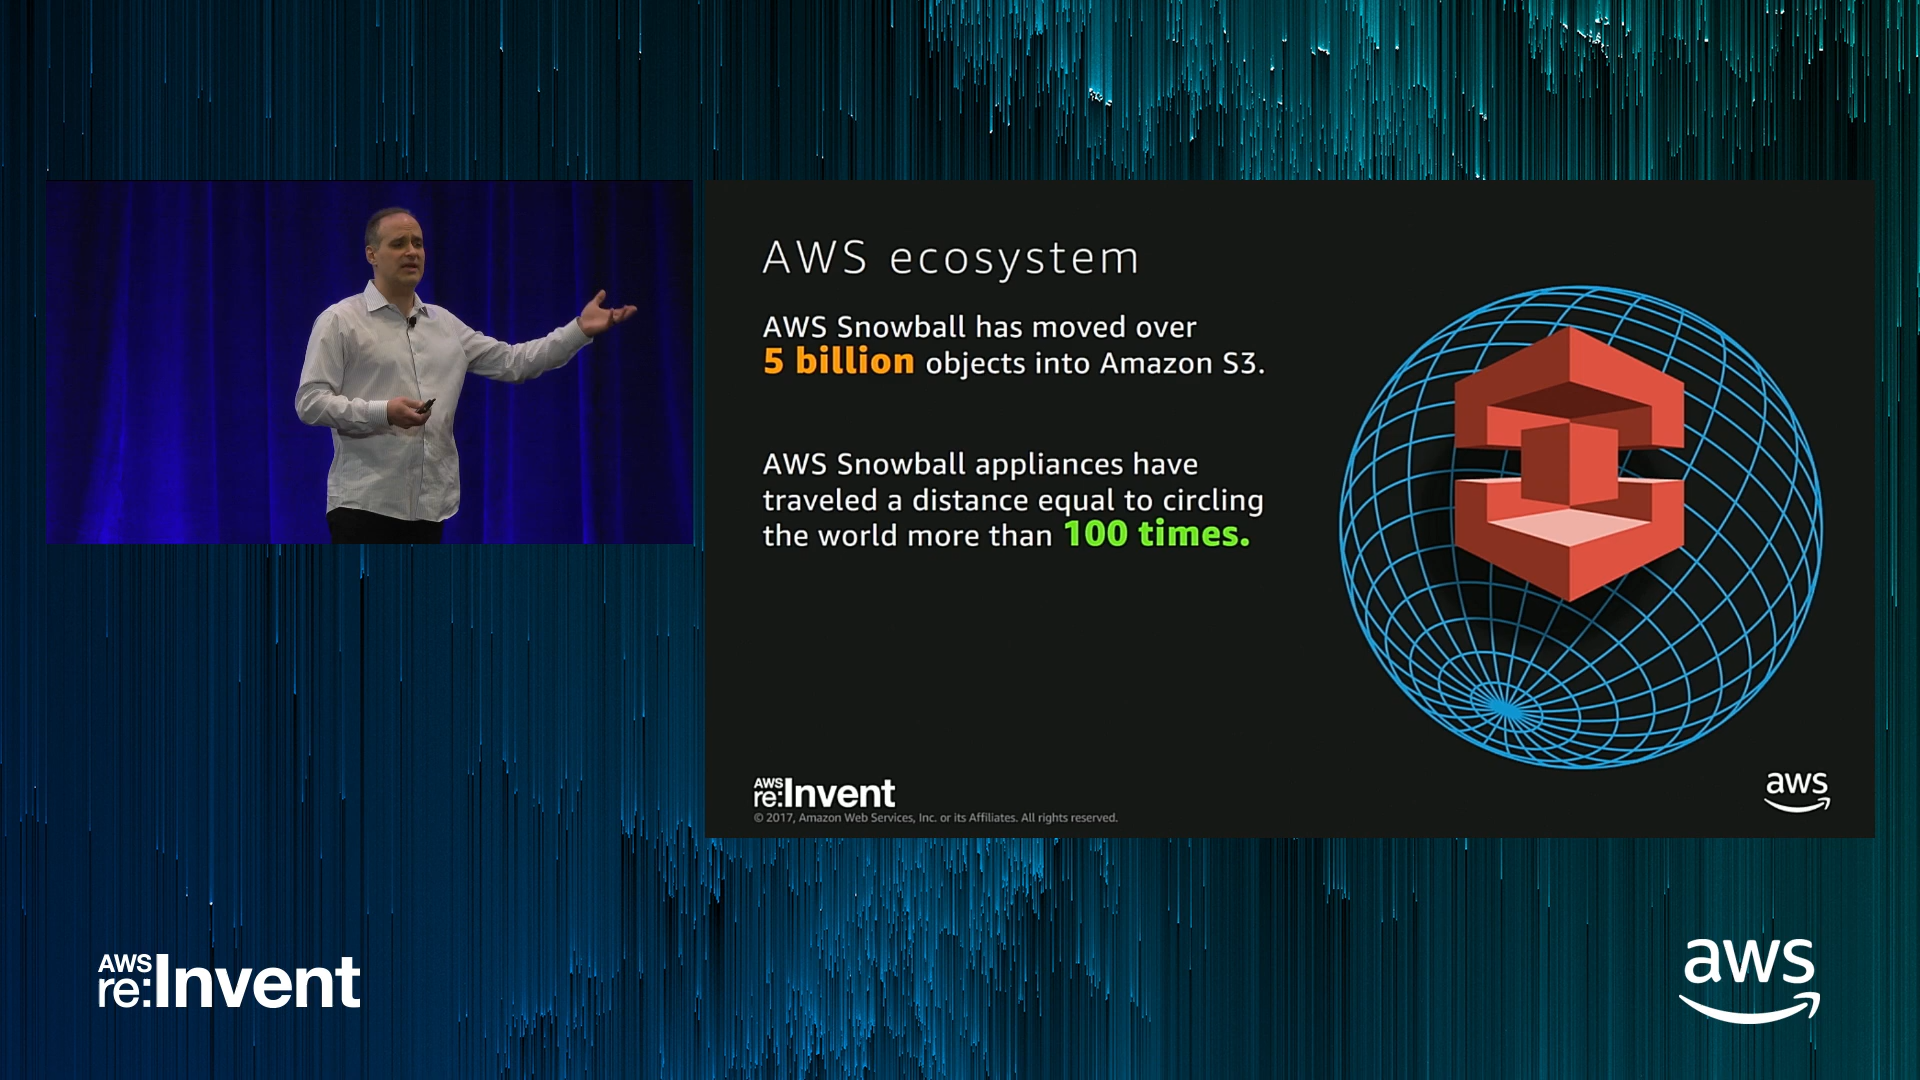 AWS ecosystem
AWS Snowball has moved over
5 billion objects into Amazon S3.
AWS Snowball appliances have
traveled a distance equal to circling
the world more than 100 times.
AWS
re:Invent
© 2017, Amazon Web Services, Inc. or its Affiliates. All rights reserved.
aws
AWS
re:Invent
aws